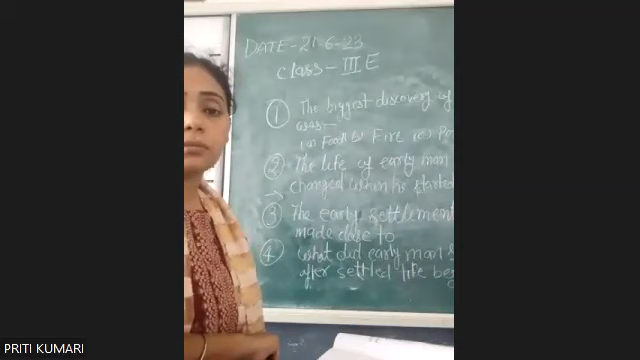 DATE-21-6-23
Class-III E
① The biggest discovery of
was-
(a) Food (b) Fire (c)
② The life of early man
changed when he started
③ The early settlement
made close to
④ What did early man
after settled life
PRITI KUMARI